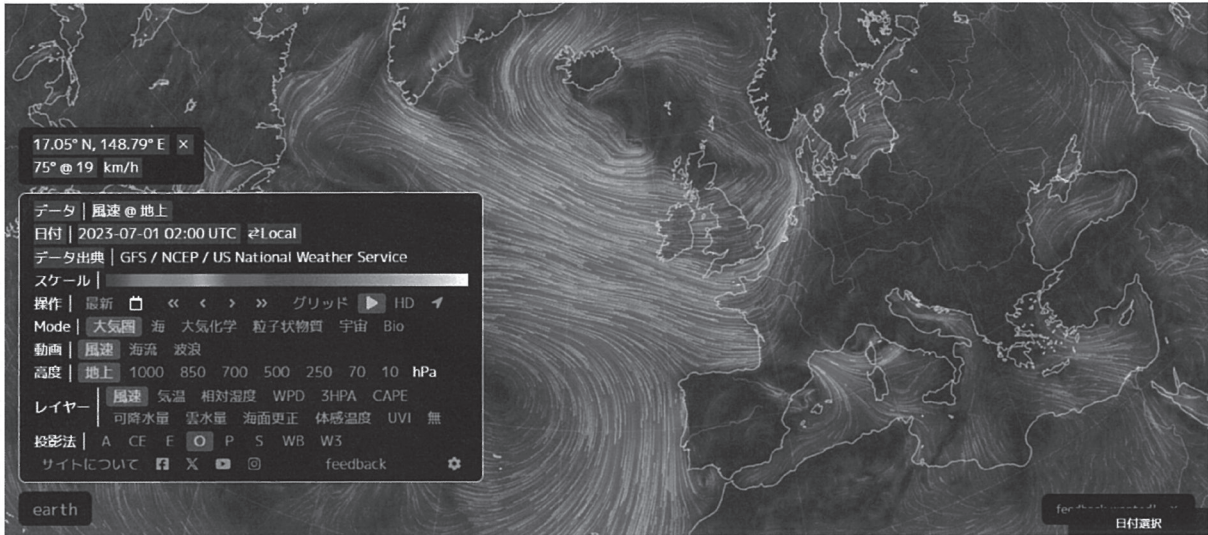 17.05° N, 148.79° E ×
75° @ 19 km/h
データ | 風速 @ 地上
日付 | 2023-07-01 02:00 UTC ⇄Local
データ出典 | GFS / NCEP / US National Weather Service
スケール |
操作 | 最新 « ‹ › » グリッド HD
Mode | 大気圏 海 大気化学 粒子状物質 宇宙 Bio
動画 | 風速 海流 波浪
高度 | 地上 1000 850 700 500 250 70 10 hPa
レイヤー | 風速 気温 相対湿度 WPD 3HPA CAPE
可降水量 雲水量 海面更正 体感温度 UVI 無
投影法 | A CE E O P S WB W3
サイトについて feedback
earth
日付選択